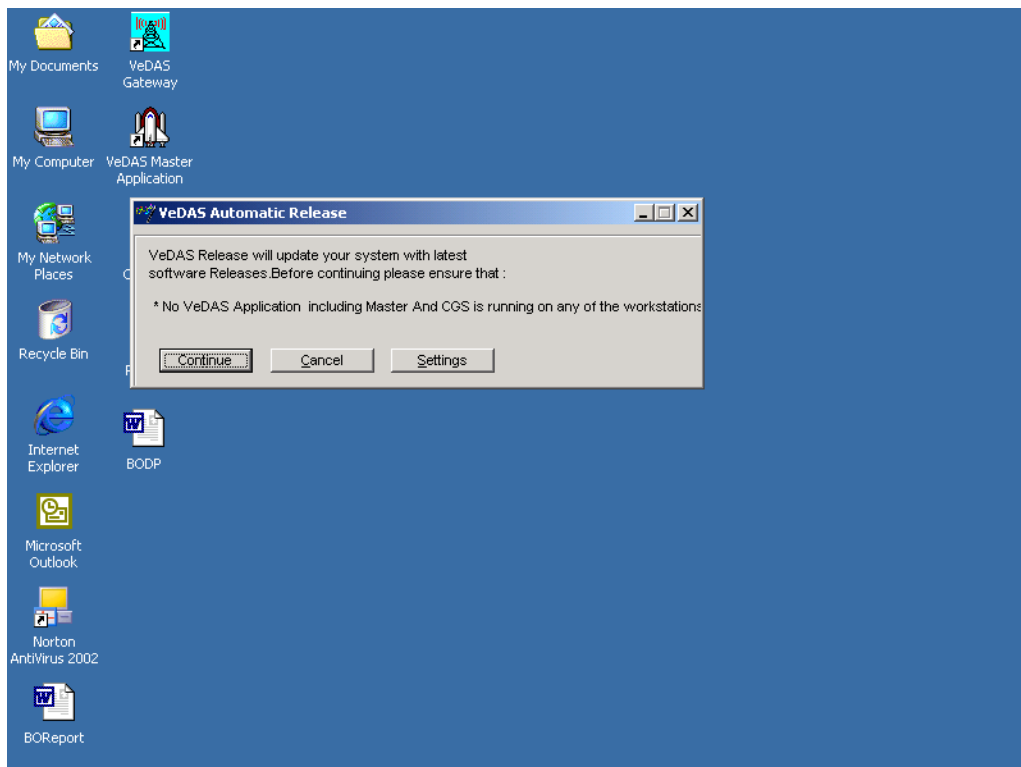 My Documents
VeDAS
Gateway
My Computer
VeDAS Master
Application
VeDAS Automatic Release
VeDAS Release will update your system with latest
software Releases.Before continuing please ensure that :
* No VeDAS Application including Master And CGS is running on any of the workstations
Continue
Cancel
Settings
My Network
Places
Recycle Bin
Internet
Explorer
BODP
Microsoft
Outlook
Norton
AntiVirus 2002
BOReport